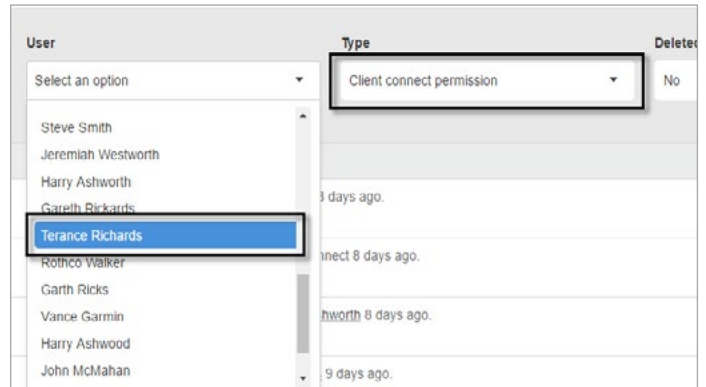 User Type Deleted
Select an option Client connect permission No
Steve Smith
Jeremiah Westworth
Harry Ashworth
Gareth Rickards days ago.
Terance Richards
Rothco Walker nnect 8 days ago.
Garth Ricks
Vance Garmin hworth 8 days ago.
Harry Ashwood
John McMahan 9 days ago.